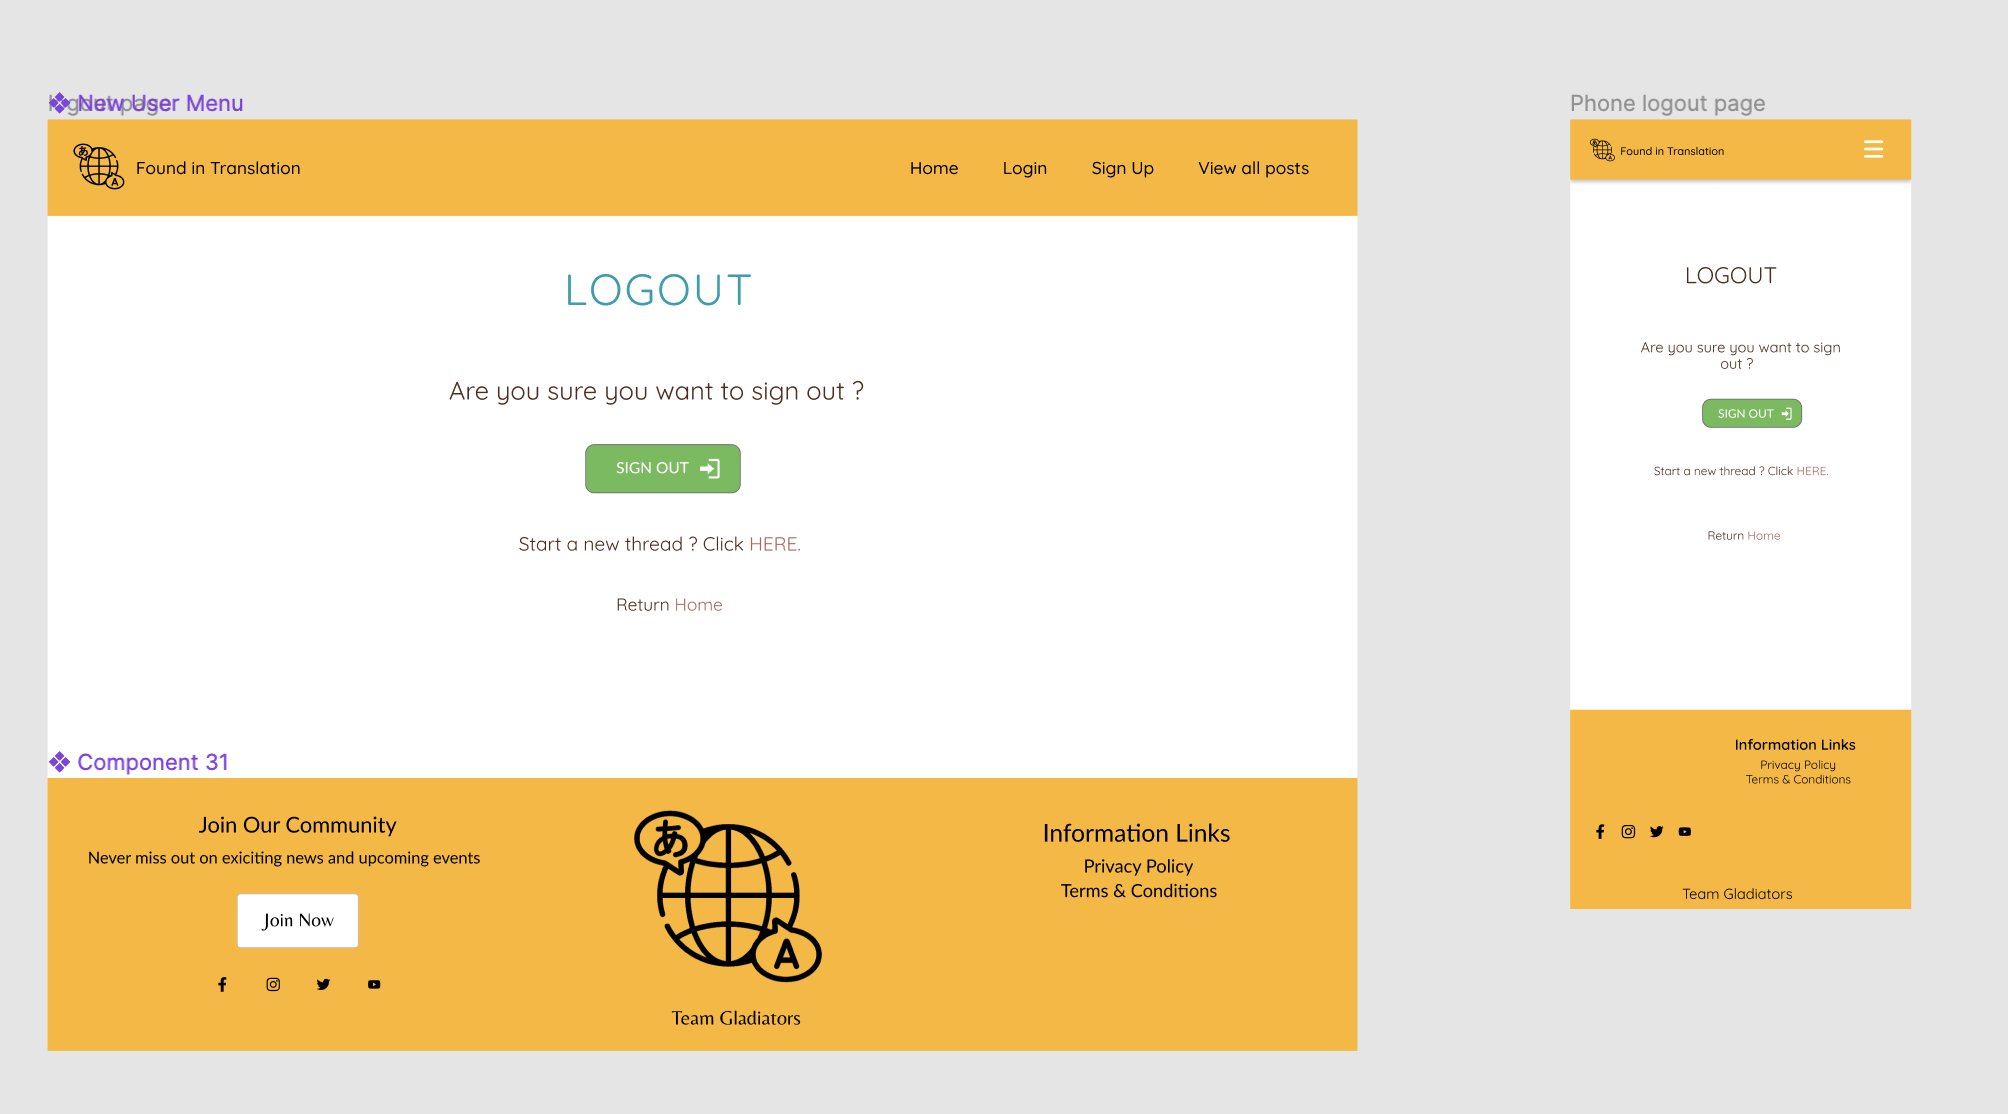 New User Menu
Found in Translation
Home Login Sign Up View all posts
LOGOUT
Are you sure you want to sign out ?
SIGN OUT
Start a new thread ? Click HERE.
Return Home
Component 31
Join Our Community
Never miss out on exiciting news and upcoming events
Join Now
あ
A
Team Gladiators
Information Links
Privacy Policy
Terms & Conditions
Phone logout page
Found in Translation
LOGOUT
Are you sure you want to sign
out ?
SIGN OUT
Start a new thread ? Click HERE.
Return Home
Information Links
Privacy Policy
Terms & Conditions
Team Gladiators